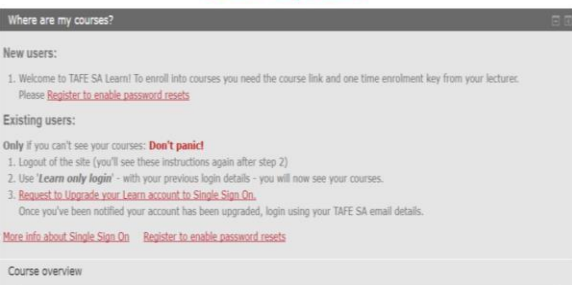 Where are my courses?
New users:
1. Welcome to TAFE SA Learn! To enroll into courses you need the course link and one time enrolment key from your lecturer.
Please Register to enable password resets
Existing users:
Only if you can't see your courses: Don't panic!
1. Logout of the site (you'll see these instructions again after step 2)
2. Use 'Learn only login' - with your previous login details - you will now see your courses.
3. Request to Upgrade your Learn account to Single Sign On.
Once you've been notified your account has been upgraded, login using your TAFE SA email details.
More info about Single Sign On Register to enable password resets
Course overview